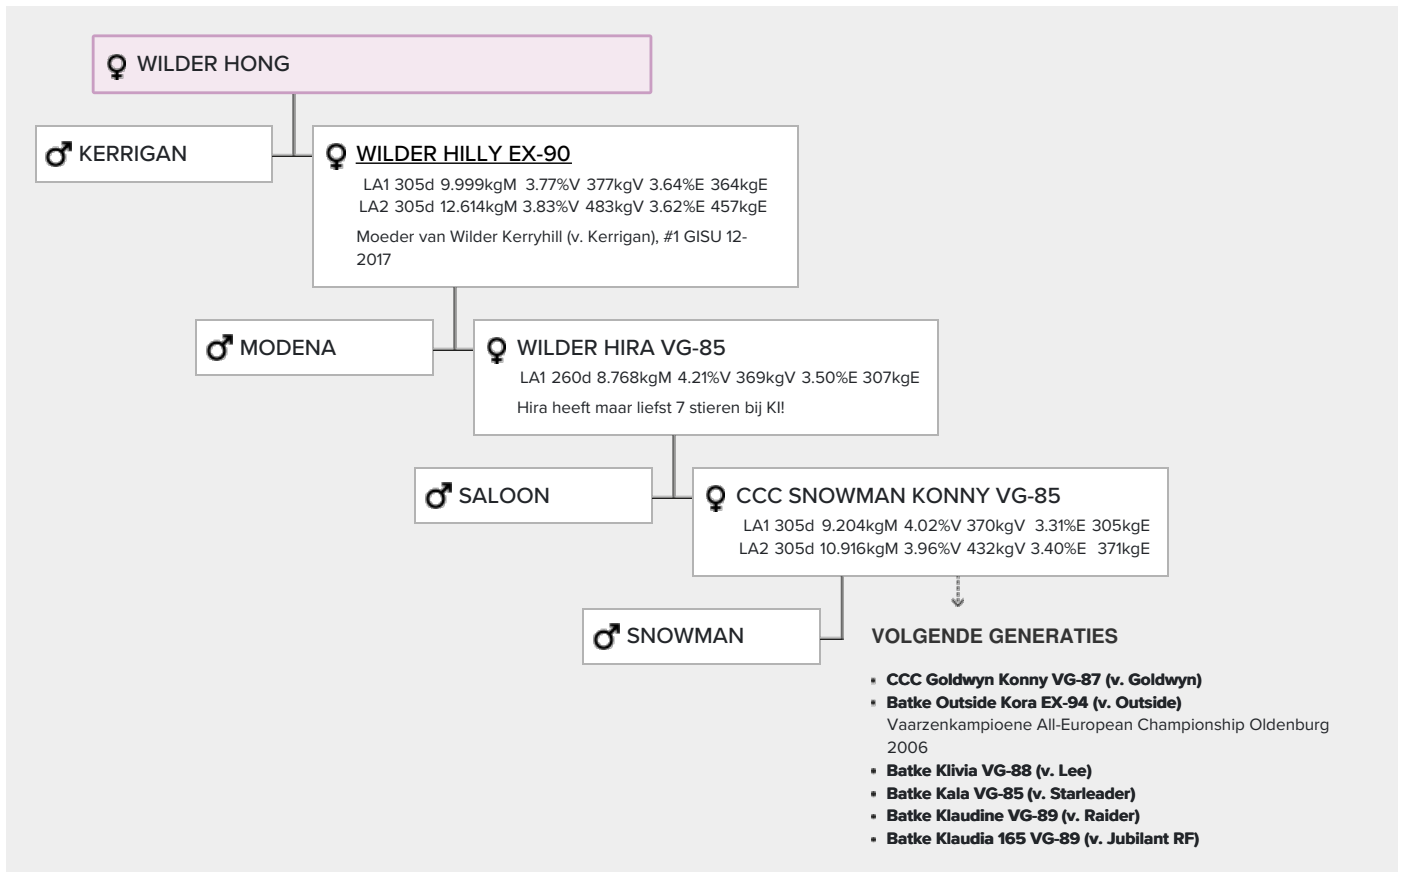 WILDER HONG
KERRIGAN
WILDER HILLY EX-90
LA1 305d 9.999kgM 3.77%V 377kgV 3.64%E 364kgE
LA2 305d 12.614kgM 3.83%V 483kgV 3.62%E 457kgE
Moeder van Wilder Kerryhill (v. Kerrigan), #1 GISU 12-
2017
MODENA
WILDER HIRA VG-85
LA1 260d 8.768kgM 4.21%V 369kgV 3.50%E 307kgE
Hira heeft maar liefst 7 stieren bij KI!
SALOON
CCC SNOWMAN KONNY VG-85
LA1 305d 9.204kgM 4.02%V 370kgV 3.31%E 305kgE
LA2 305d 10.916kgM 3.96%V 432kgV 3.40%E 371kgE
SNOWMAN
VOLGENDE GENERATIES
CCC Goldwyn Konny VG-87 (v. Goldwyn)
Batke Outside Kora EX-94 (v. Outside)
Vaarzenkampioene All-European Championship Oldenburg
2006
Batke Klivia VG-88 (v. Lee)
Batke Kala VG-85 (v. Starleader)
Batke Klaudine VG-89 (v. Raider)
Batke Klaudia 165 VG-89 (v. Jubilant RF)